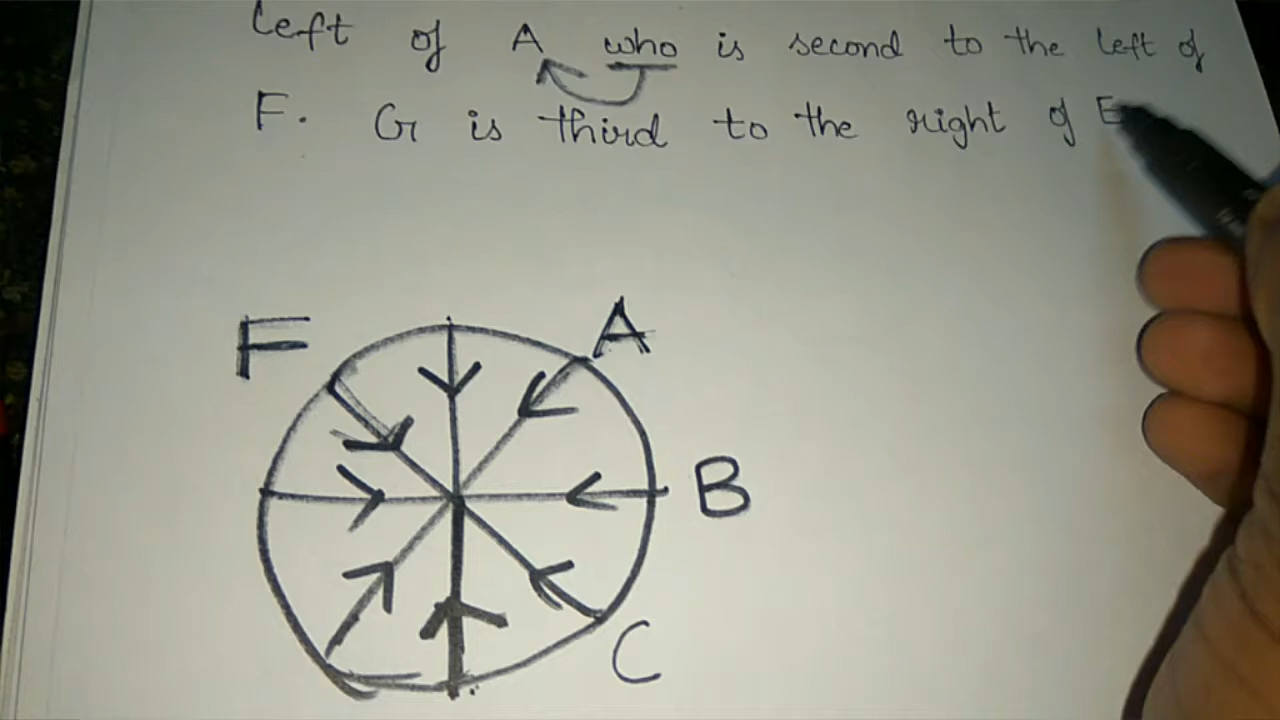 left of A who is second to the left of
F. G is third to the right of E
F
A
B
C